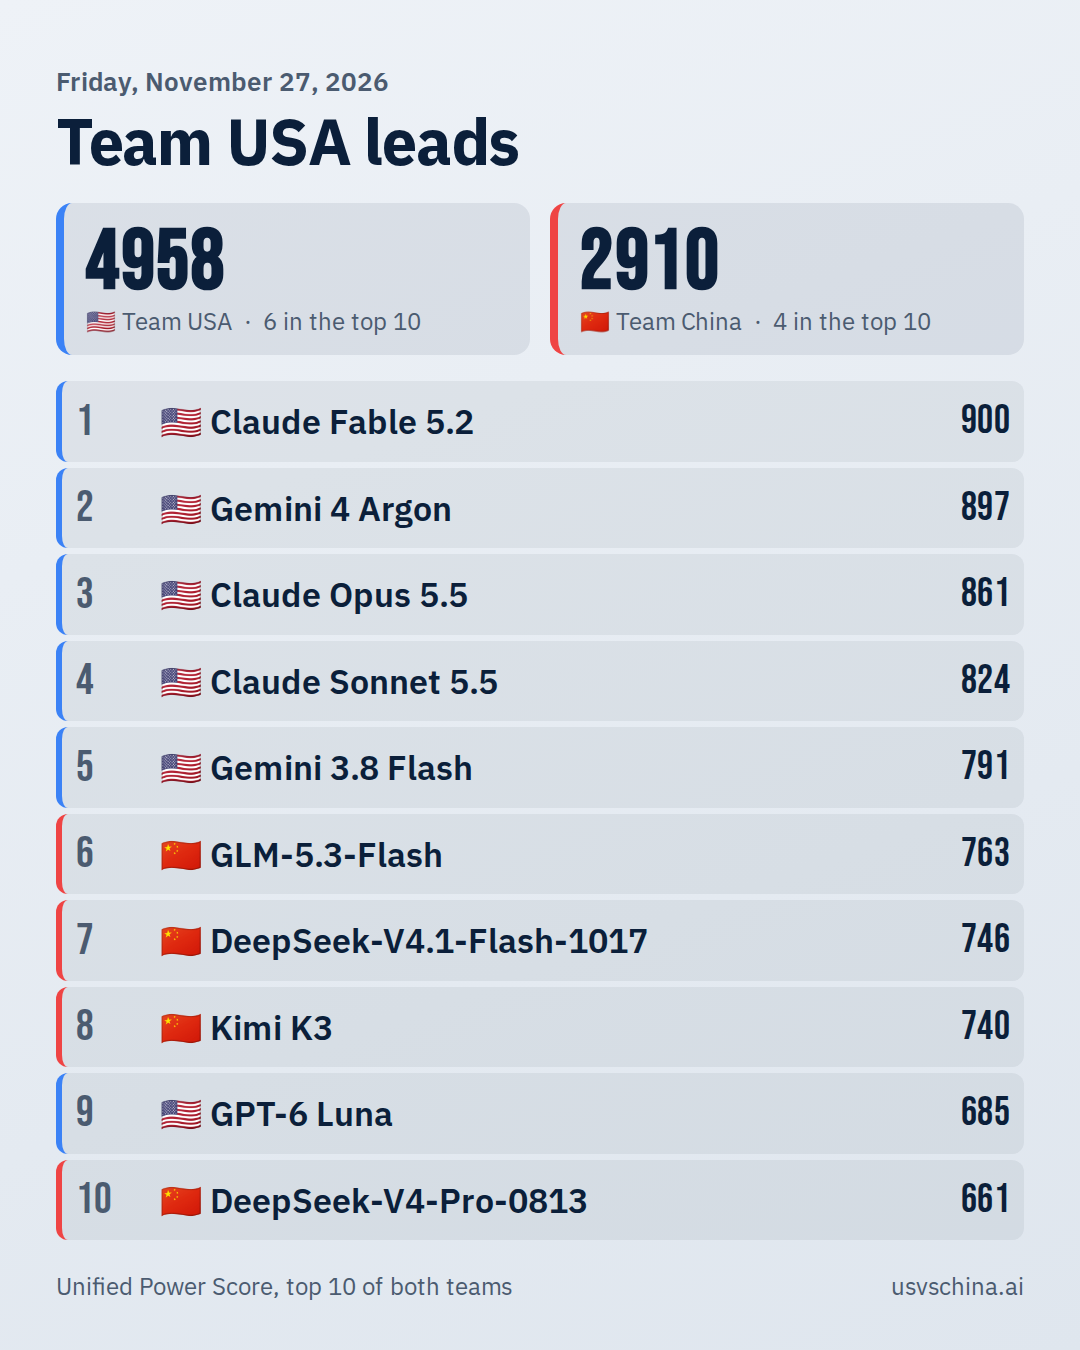 Friday, November 27, 2026
Team USA leads
4958
🇺🇸 Team USA · 6 in the top 10
2910
🇨🇳 Team China · 4 in the top 10
1 🇺🇸 Claude Fable 5.2 900
2 🇺🇸 Gemini 4 Argon 897
3 🇺🇸 Claude Opus 5.5 861
4 🇺🇸 Claude Sonnet 5.5 824
5 🇺🇸 Gemini 3.8 Flash 791
6 🇨🇳 GLM-5.3-Flash 763
7 🇨🇳 DeepSeek-V4.1-Flash-1017 746
8 🇨🇳 Kimi K3 740
9 🇺🇸 GPT-6 Luna 685
10 🇨🇳 DeepSeek-V4-Pro-0813 661
Unified Power Score, top 10 of both teams
usvschina.ai